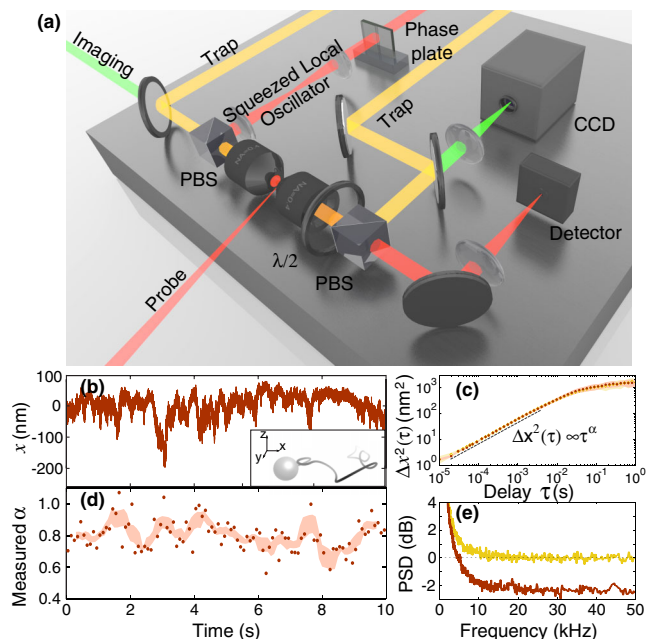 (a)
Imaging
Trap
Squeezed Local
Oscillator
Phase
plate
Trap
CCD
PBS
λ/2
PBS
Detector
Probe
(b)
100
0
-100
-200
x (nm)
z
x
y
(c)
10³
10²
10¹
10⁰
Δx²(τ) (nm²)
Δx²(τ) ∝τᵅ
10⁻⁵ 10⁻⁴ 10⁻³ 10⁻² 10⁻¹ 10⁰
Delay τ(s)
(d)
1.0
0.8
0.6
0.4
Measured α
0 2 4 6 8 10
Time (s)
(e)
2
0
-2
PSD (dB)
0 10 20 30 40 50
Frequency (kHz)